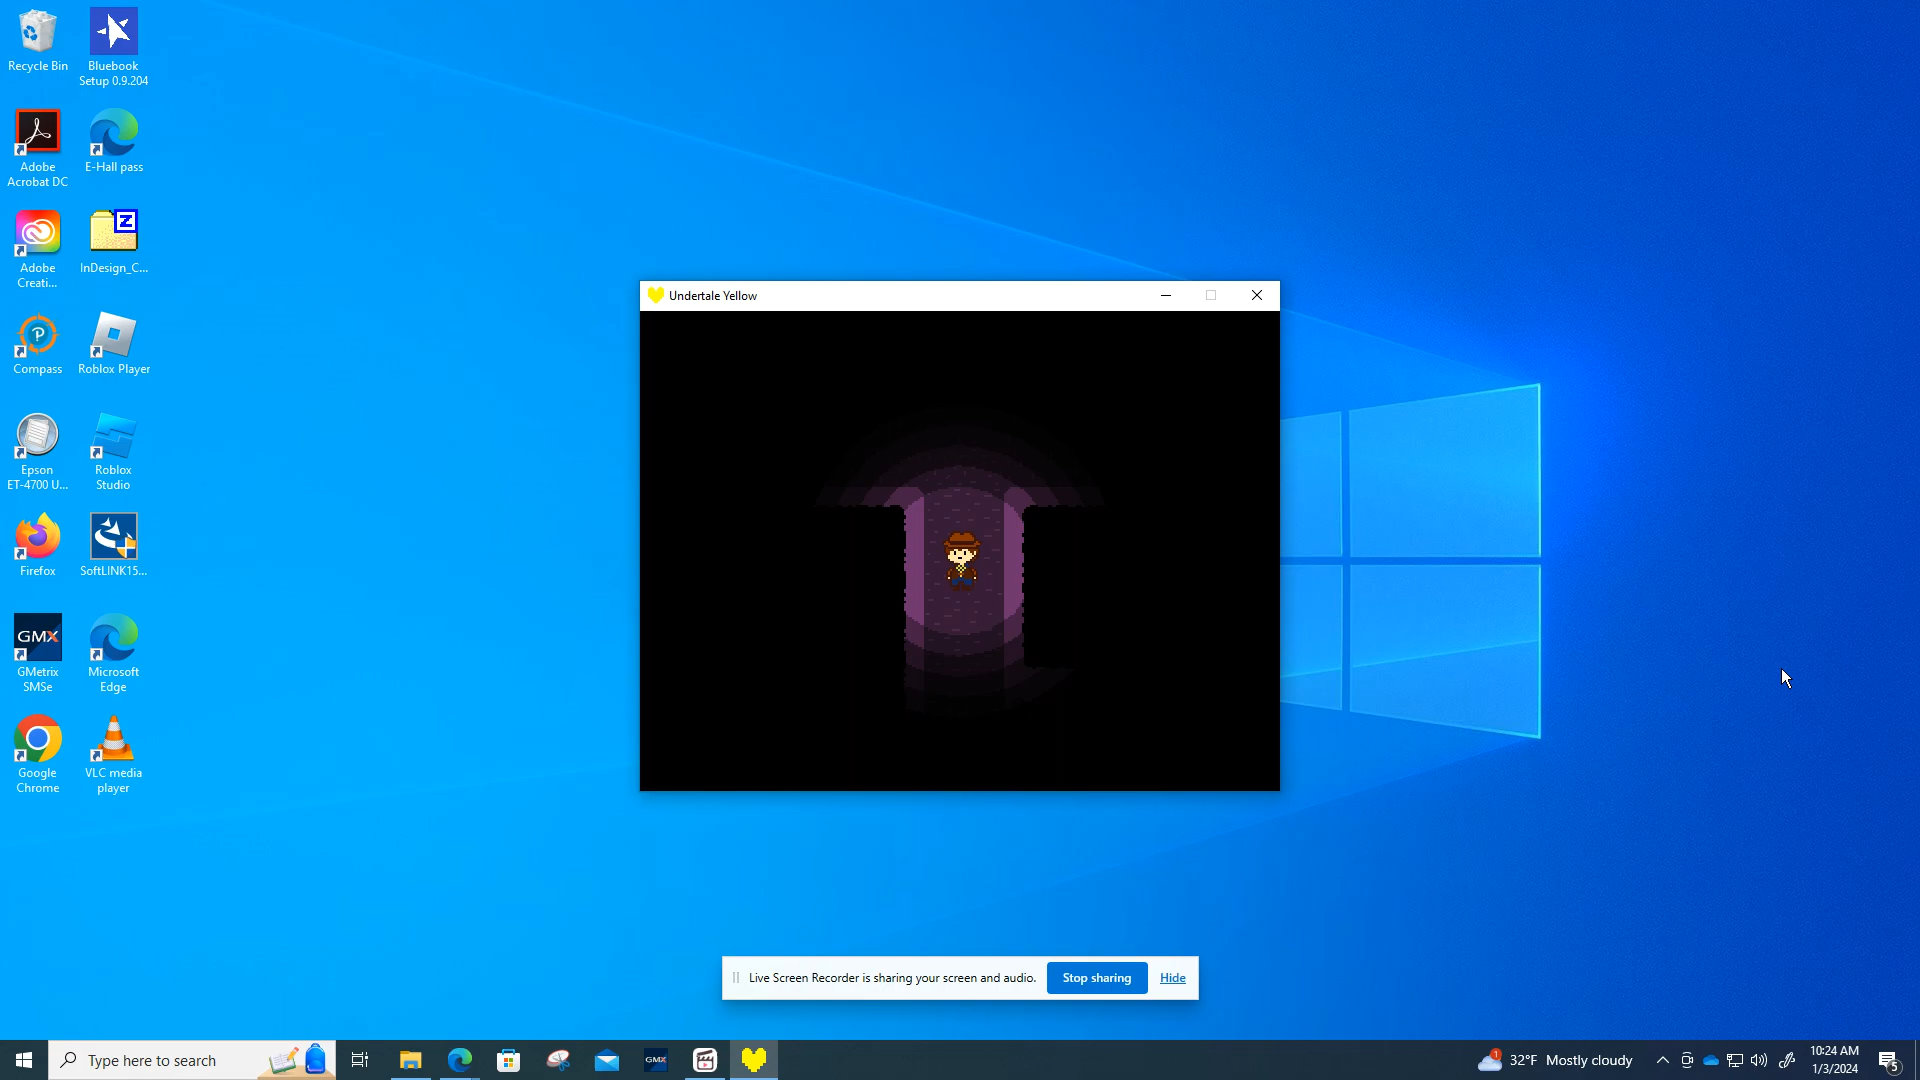 Recycle Bin
Bluebook
Setup 0.9.204
Adobe
Acrobat DC
E-Hall pass
Adobe
Creati...
InDesign_C...
Compass
Roblox Player
Epson
ET-4700 U...
Roblox
Studio
Firefox
SoftLINK15...
GMX
GMetrix
SMSe
Microsoft
Edge
Google
Chrome
VLC media
player
Undertale Yellow
Live Screen Recorder is sharing your screen and audio.
Stop sharing
Hide
Type here to search
GMX
1
32°F Mostly cloudy
10:24 AM
1/3/2024
5